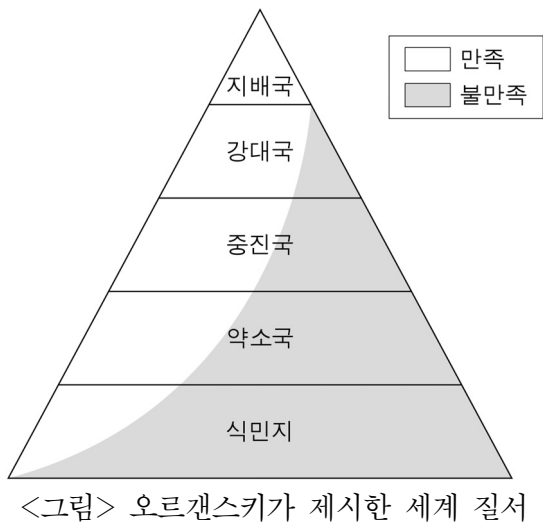 만족
불만족
지배국
강대국
중진국
약소국
식민지
<그림> 오르갠스키가 제시한 세계 질서